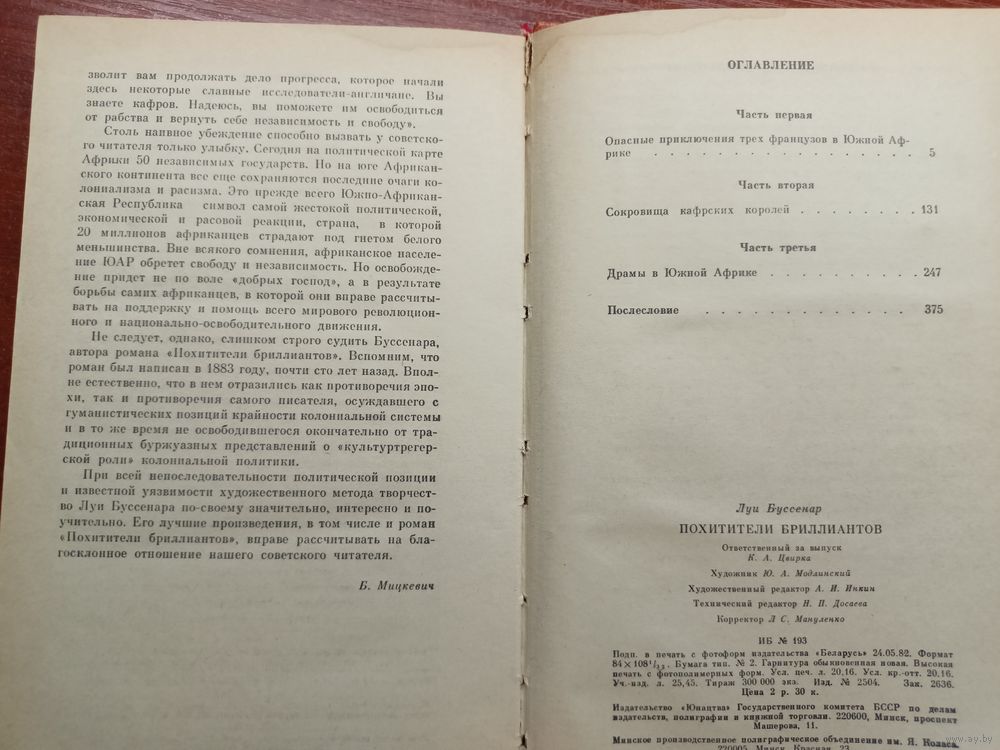 зволит вам продолжать дело прогресса, которое начали
здесь некоторые славные исследователи-англичане. Вы
знаете кафров. Надеюсь, вы поможете им освободиться
от рабства и вернуть себе независимость и свободу».
Столь наивное убеждение способно вызвать у советско-
го читателя только улыбку. Сегодня на политической карте
Африки 50 независимых государств. Но на юге Африкан-
ского континента все еще сохраняются последние очаги ко-
лониализма и расизма. Это прежде всего Южно-Африкан-
ская Республика символ самой жестокой политической,
экономической и расовой реакции, страна, в которой
20 миллионов африканцев страдают под гнетом белого
меньшинства. Вне всякого сомнения, африканское населе-
ние ЮАР обретет свободу и независимость. Но освобожде-
ние придет не по воле «добрых господ», а в результате
борьбы самих африканцев, в которой они вправе рассчиты-
вать на поддержку и помощь всего мирового революцион-
ного и национально-освободительного движения.
Не следует, однако, слишком строго судить Буссенара,
автора романа «Похитители бриллиантов». Вспомним, что
роман был написан в 1883 году, почти сто лет назад. Впол-
не естественно, что в нем отразились как противоречия эпо-
хи, так и противоречия самого писателя, осуждавшего с
гуманистических позиций крайности колониальной системы
и в то же время не освободившегося окончательно от тра-
диционных буржуазных представлений о «культуртрегер-
ской роли» колониальной политики.
При всей непоследовательности политической позиции
и известной уязвимости художественного метода творчест-
во Луи Буссенара по-своему значительно, интересно и по-
учительно. Его лучшие произведения, в том числе и роман
«Похитители бриллиантов», вправе рассчитывать на бла-
госклонное отношение нашего советского читателя.
Б. Мицкевич
ОГЛАВЛЕНИЕ
Часть первая
Опасные приключения трех французов в Южной Аф-
рике . . . . . . . . . . . . . . . . 5
Часть вторая
Сокровища кафрских королей . . . . . . . . 131
Часть третья
Драмы в Южной Африке . . . . . . . . . . 247
Послесловие . . . . . . . . . . . . . 375
Луи Буссенар
ПОХИТИТЕЛИ БРИЛЛИАНТОВ
Ответственный за выпуск
К. А. Цвирка
Художник Ю. А. Модлинский
Художественный редактор А. И. Инкин
Технический редактор Н. П. Досаева
Корректор Л С. Мануленко
ИБ № 193
Подп. в печать с фотоформ издательства «Беларусь» 24.05.82. Формат
84×108¹/₃₂. Бумага тип. № 2. Гарнитура обыкновенная новая. Высокая
печать с фотополимерных форм. Усл. печ. л. 20,16. Усл. кр.-отт. 20,16.
Уч.-изд. л. 25,45. Тираж 300 000 экз. Изд. № 2504. Зак. 2636.
Цена 2 р. 30 к.
Издательство «Юнацтва» Государственного комитета БССР по делам
издательств, полиграфии и книжной торговли. 220600, Минск, проспект
Машерова, 11.
Минское производственное полиграфическое объединение им. Я. Коласа.
220005, Минск, Красная, 23.
www.ay.by